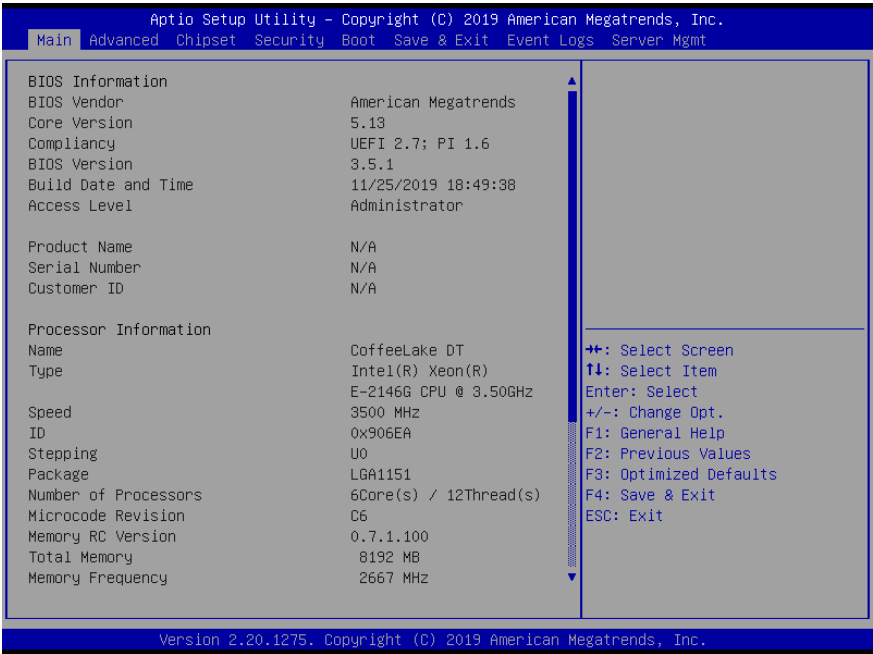 Aptio Setup Utility – Copyright (C) 2019 American Megatrends, Inc.
Main Advanced Chipset Security Boot Save & Exit Event Logs Server Mgmt
BIOS Information
BIOS Vendor American Megatrends
Core Version 5.13
Compliancy UEFI 2.7; PI 1.6
BIOS Version 3.5.1
Build Date and Time 11/25/2019 18:49:38
Access Level Administrator
Product Name N/A
Serial Number N/A
Customer ID N/A
Processor Information
Name CoffeeLake DT
Type Intel(R) Xeon(R)
E-2146G CPU @ 3.50GHz
Speed 3500 MHz
ID 0x906EA
Stepping U0
Package LGA1151
Number of Processors 6Core(s) / 12Thread(s)
Microcode Revision C6
Memory RC Version 0.7.1.100
Total Memory 8192 MB
Memory Frequency 2667 MHz
→←: Select Screen
↑↓: Select Item
Enter: Select
+/-: Change Opt.
F1: General Help
F2: Previous Values
F3: Optimized Defaults
F4: Save & Exit
ESC: Exit
Version 2.20.1275. Copyright (C) 2019 American Megatrends, Inc.